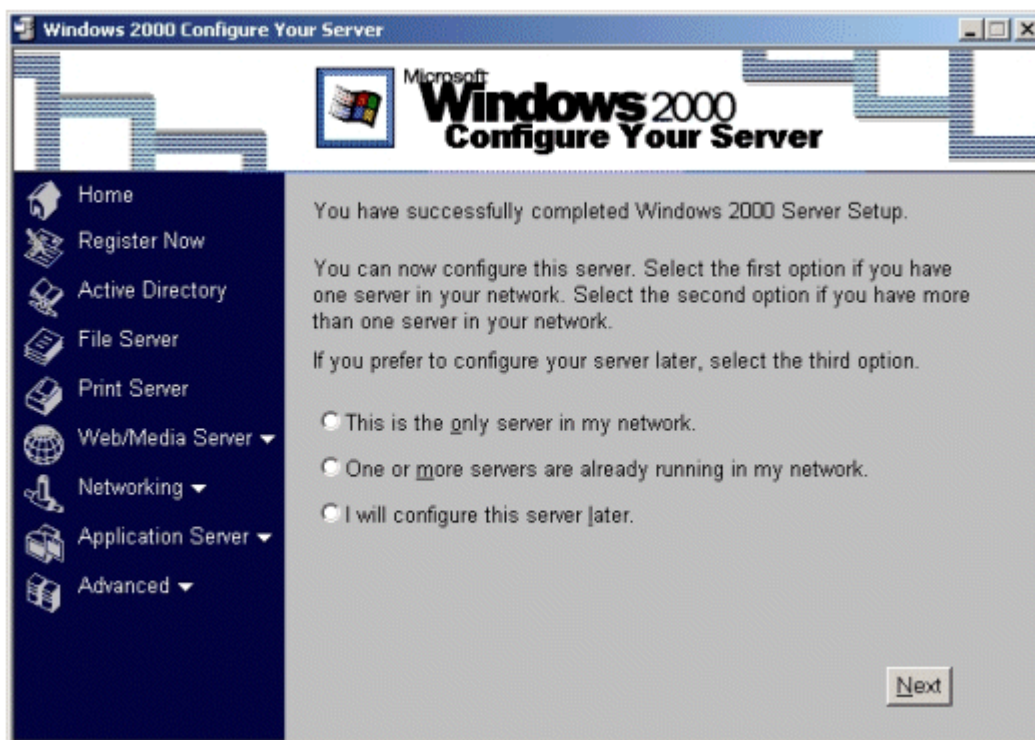 Windows 2000 Configure Your Server
Microsoft
Windows 2000
Configure Your Server
Home
Register Now
Active Directory
File Server
Print Server
Web/Media Server
Networking
Application Server
Advanced
You have successfully completed Windows 2000 Server Setup.
You can now configure this server. Select the first option if you have
one server in your network. Select the second option if you have more
than one server in your network.
If you prefer to configure your server later, select the third option.
This is the only server in my network.
One or more servers are already running in my network.
I will configure this server later.
Next